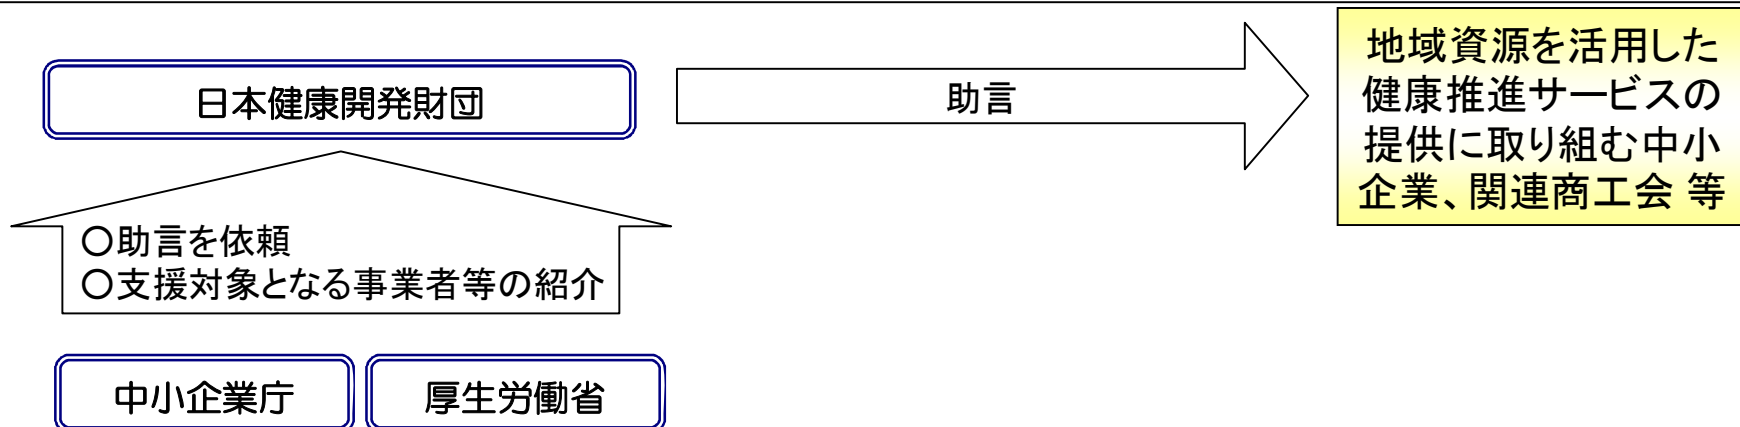 日本健康開発財団
助言
地域資源を活用した
健康推進サービスの
提供に取り組む中小
企業、関連商工会 等
〇助言を依頼
〇支援対象となる事業者等の紹介
中小企業庁
厚生労働省